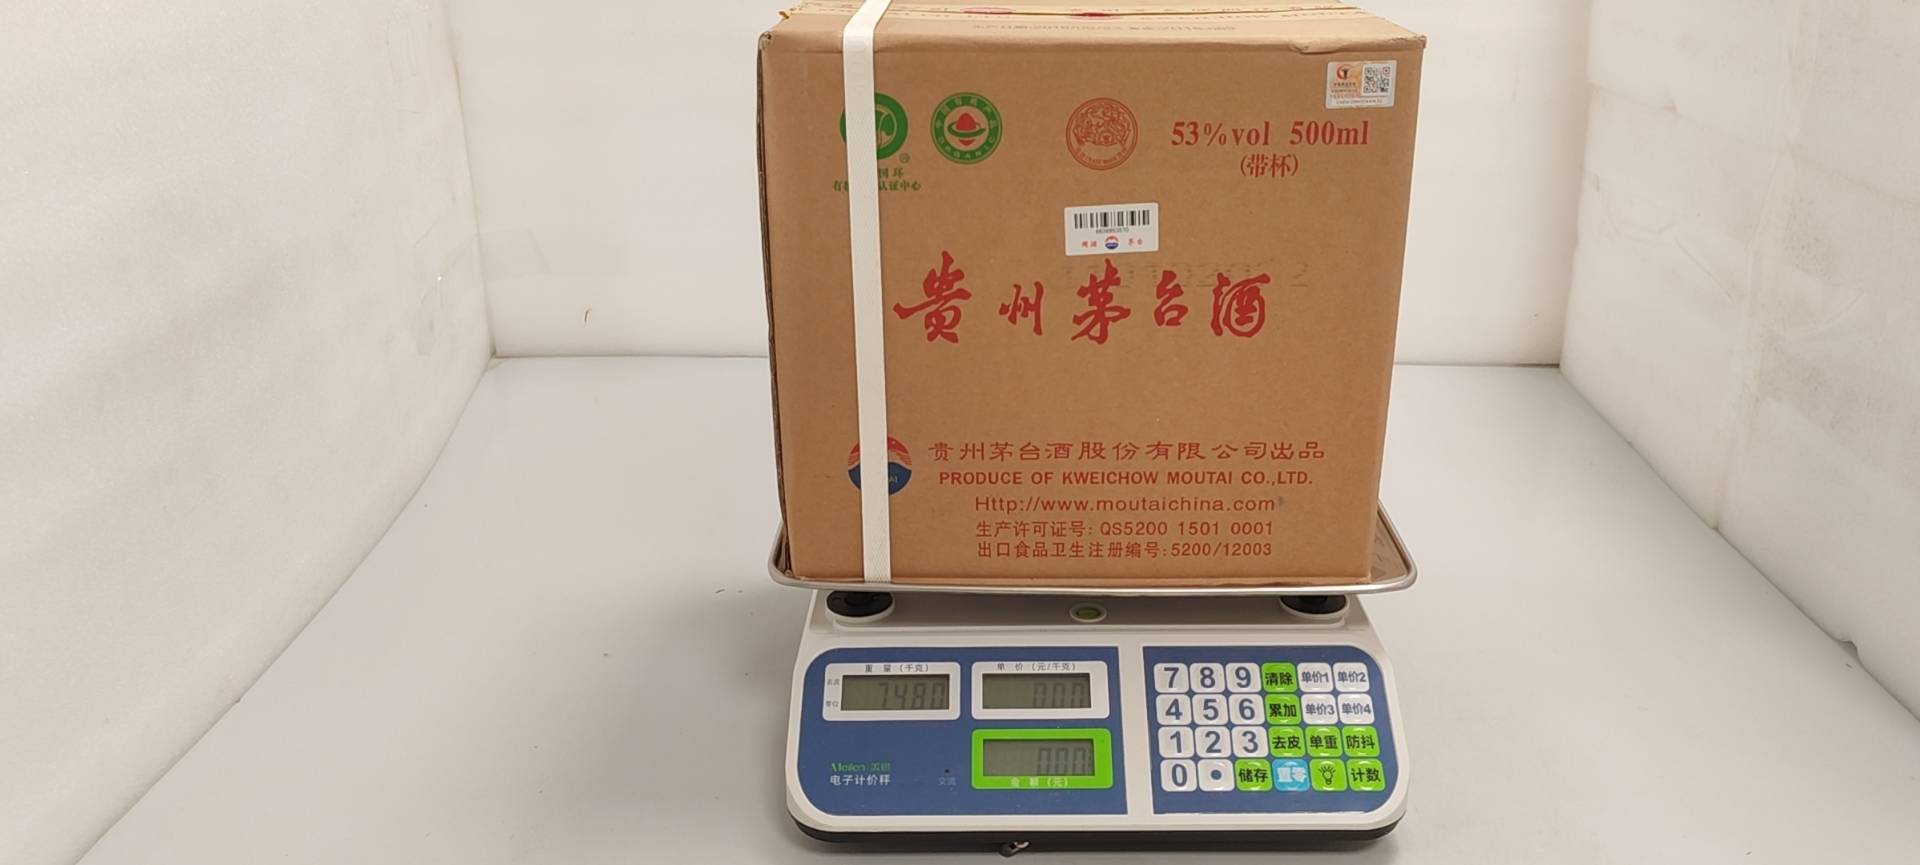 53%vol 500ml
(带杯)
贵州茅台酒
贵州茅台酒股份有限公司出品
PRODUCE OF KWEICHOW MOUTAI CO.,LTD.
Http://www.moutaichina.com
生产许可证号: QS5200 1501 0001
出口食品卫生注册编号:5200/12003
重量(千克)
单价(元/千克)
7.480
0.00
0.00
金额(元)
Meilen
电子计价秤
交流
7 8 9 清除 单价1 单价2
4 5 6 累加 单价3 单价4
1 2 3 去皮 单重 防抖
0 • 储存 置零 计数